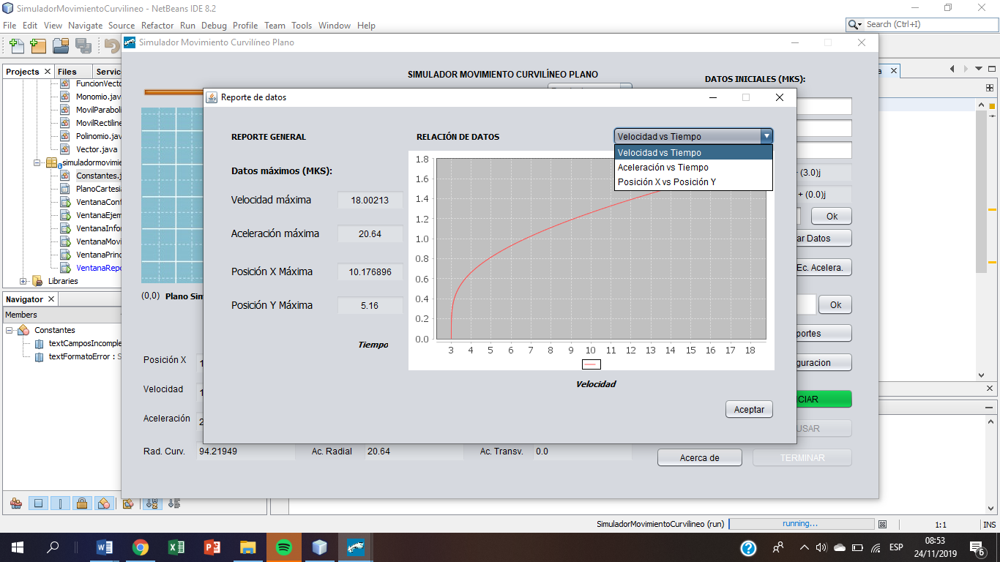 SimuladorMovimientoCurvilineo - NetBeans IDE 8.2
File Edit View Navigate Source Refactor Run Debug Profile Team Tools Window Help
Search (Ctrl+I)
Simulador Movimiento Curvilíneo Plano
Projects Files Servic
FuncionVecto
Monomio.java
MovilParaboli
MovilRectiline
Polinomio.jav
Vector.java
simuladormovimie
Constantes.j
PlanoCartesia
VentanaConf
VentanaEjem
VentanaInfor
VentanaMovi
VentanaPrinc
VentanaRepo
Libraries
Navigator
Members
Constantes
textCamposIncomple
textFormatoError : S
SIMULADOR MOVIMIENTO CURVILÍNEO PLANO
DATOS INICIALES (MKS):
(3.0)j
+ (0.0)j
Ok
ar Datos
Ec. Acelera.
Ok
portes
guracion
CIAR
USAR
TERMINAR
Acerca de
(0,0) Plano Sim
Posición X
Velocidad
Aceleración
Rad. Curv. 94.21949 Ac. Radial 20.64 Ac. Transv. 0.0
Reporte de datos
REPORTE GENERAL
Datos máximos (MKS):
Velocidad máxima 18.00213
Aceleración máxima 20.64
Posición X Máxima 10.176896
Posición Y Máxima 5.16
Tiempo
RELACIÓN DE DATOS
Velocidad vs Tiempo
Velocidad vs Tiempo
Aceleración vs Tiempo
Posición X vs Posición Y
1.8
1.6
1.4
1.2
1.0
0.8
0.6
0.4
0.2
0.0
3 4 5 6 7 8 9 10 11 12 13 14 15 16 17 18
Velocidad
Aceptar
SimuladorMovimientoCurvilineo (run) running... 1:1 INS
ESP
08:53
24/11/2019
6